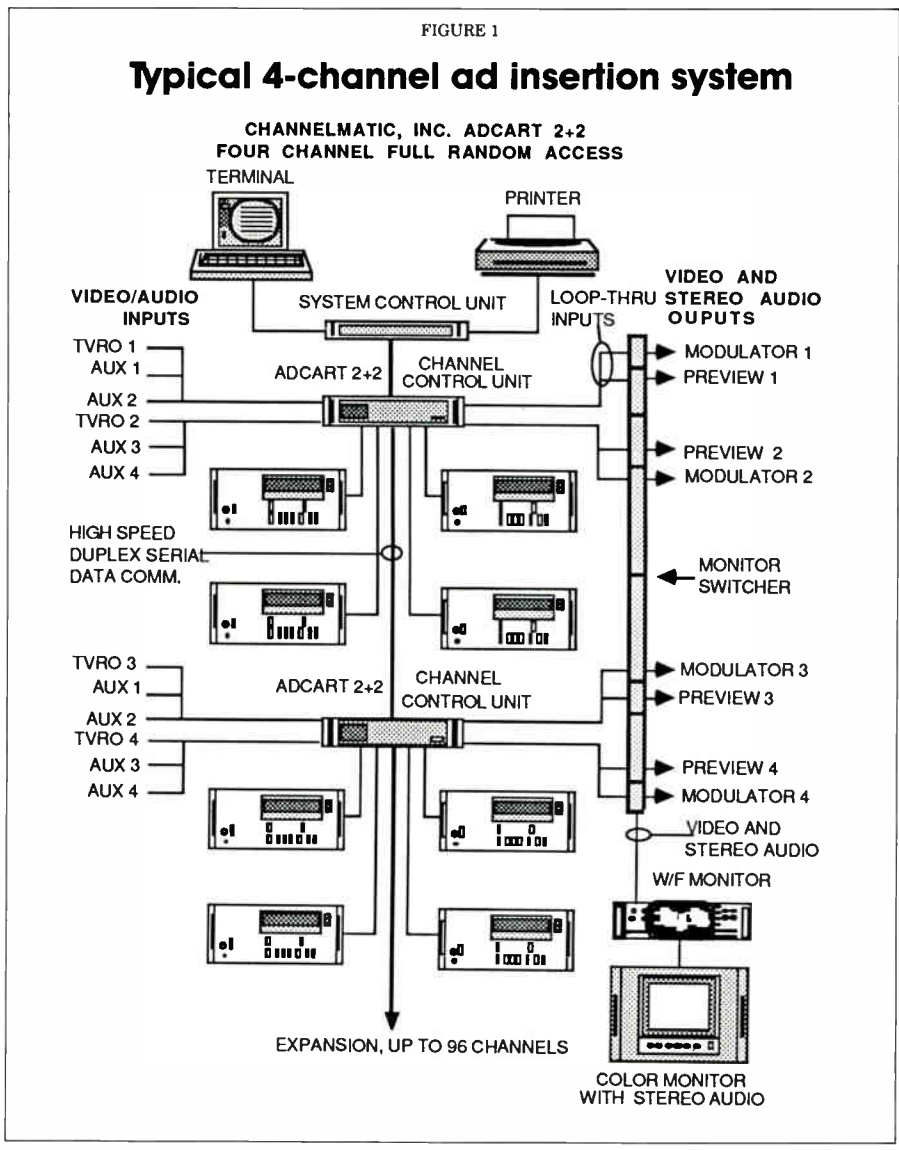 FIGURE 1
Typical 4-channel ad insertion system
CHANNELMATIC, INC. ADCART 2+2
FOUR CHANNEL FULL RANDOM ACCESS
TERMINAL
PRINTER
VIDEO/AUDIO
INPUTS
SYSTEM CONTROL UNIT
LOOP-THRU
INPUTS
VIDEO AND
STEREO AUDIO
OUPUTS
TVRO 1
AUX 1
AUX 2
TVRO 2
AUX 3
AUX 4
ADCART 2+2
CHANNEL
CONTROL UNIT
MODULATOR 1
PREVIEW 1
PREVIEW 2
MODULATOR 2
HIGH SPEED
DUPLEX SERIAL
DATA COMM.
MONITOR
SWITCHER
TVRO 3
AUX 1
AUX 2
TVRO 4
AUX 3
AUX 4
ADCART 2+2
CHANNEL
CONTROL UNIT
MODULATOR 3
PREVIEW 3
PREVIEW 4
MODULATOR 4
VIDEO AND
STEREO AUDIO
W/F MONITOR
EXPANSION, UP TO 96 CHANNELS
COLOR MONITOR
WITH STEREO AUDIO